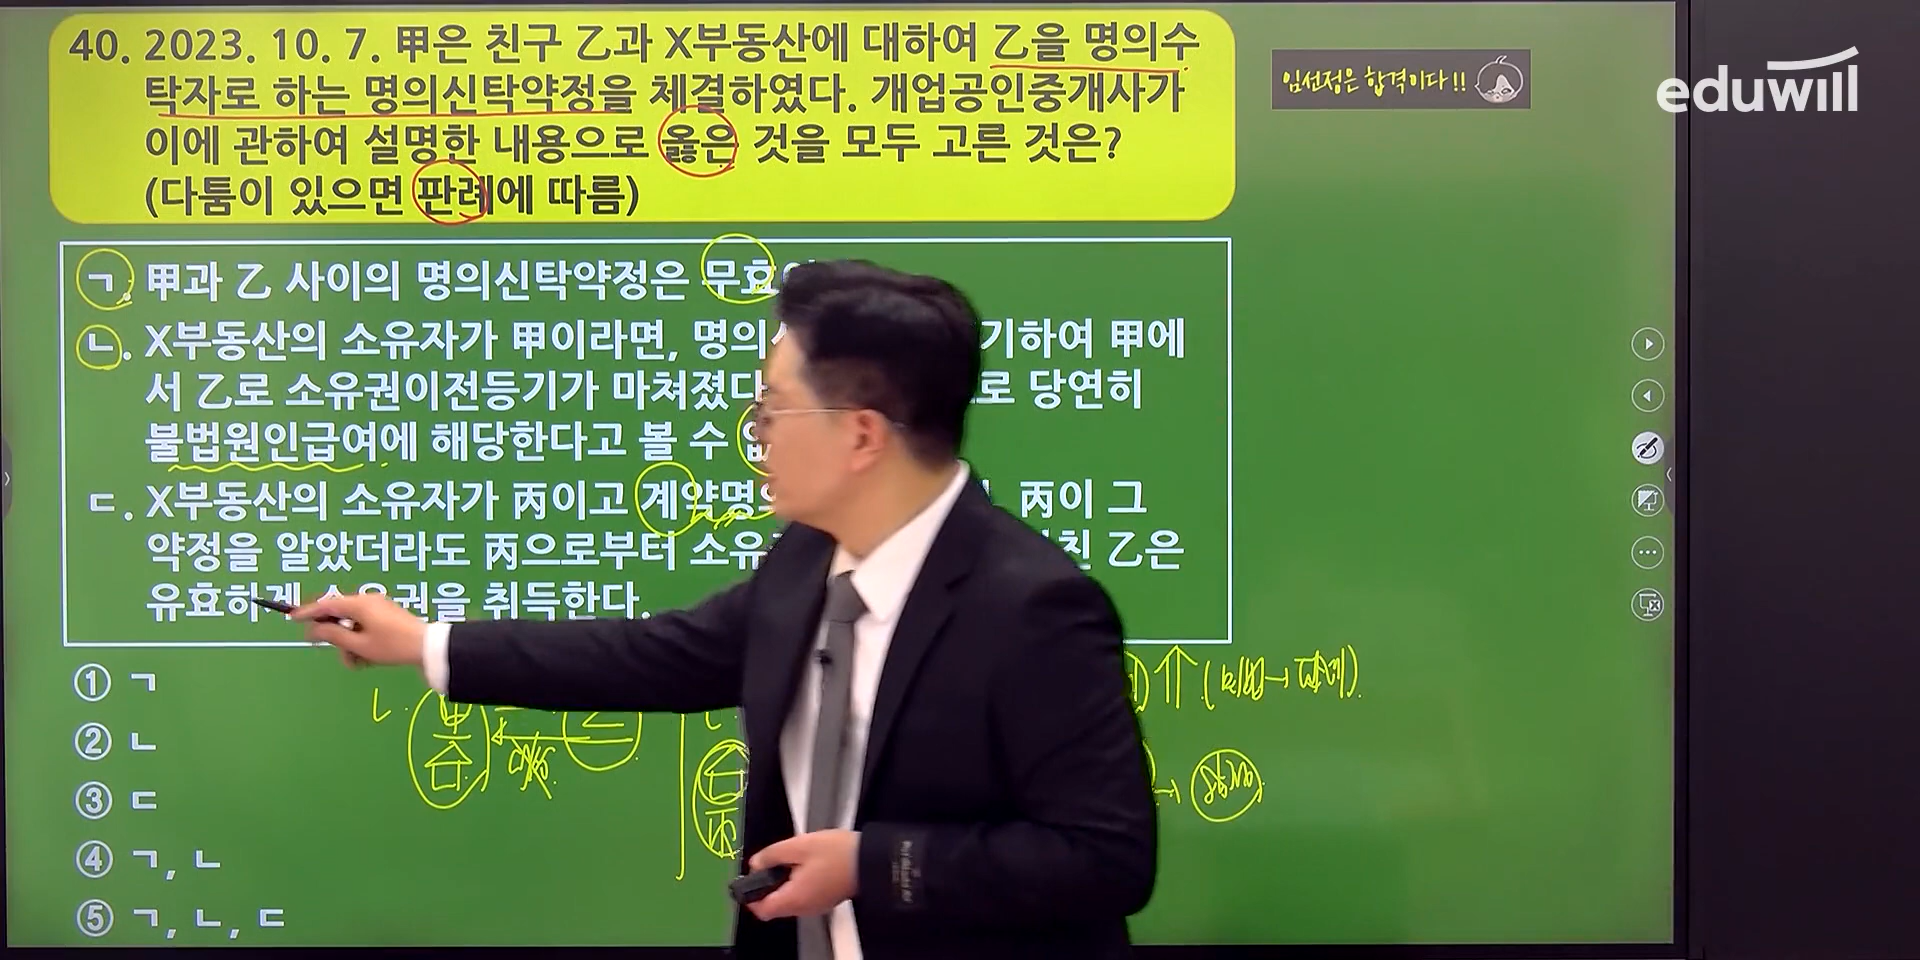 40. 2023. 10. 7. 甲은 친구 乙과 X부동산에 대하여 乙을 명의수
탁자로 하는 명의신탁약정을 체결하였다. 개업공인중개사가
이에 관하여 설명한 내용으로 옳은 것을 모두 고른 것은?
(다툼이 있으면 판례에 따름)
임선정은 합격이다!!
eduwill
ㄱ. 甲과 乙 사이의 명의신탁약정은 무효
ㄴ. X부동산의 소유자가 甲이라면, 명의 기하여 甲에
서 乙로 소유권이전등기가 마쳐졌다 로 당연히
불법원인급여에 해당한다고 볼 수
ㄷ. X부동산의 소유자가 丙이고 계약명 丙이 그
약정을 알았더라도 丙으로부터 소유 친 乙은
유효하게 소유권을 취득한다.
① ㄱ
② ㄴ
③ ㄷ
④ ㄱ, ㄴ
⑤ ㄱ, ㄴ, ㄷ